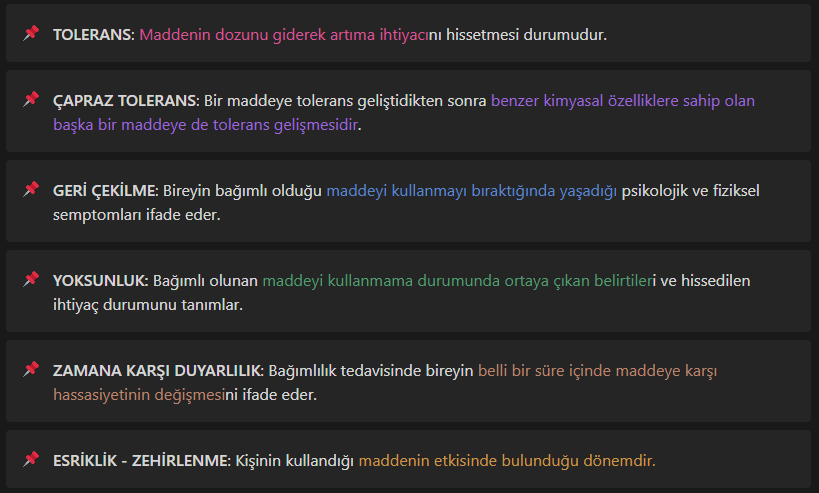 TOLERANS: Maddenin dozunu giderek artıma ihtiyacını hissetmesi durumudur.
ÇAPRAZ TOLERANS: Bir maddeye tolerans geliştidikten sonra benzer kimyasal özelliklere sahip olan
başka bir maddeye de tolerans gelişmesidir.
GERİ ÇEKİLME: Bireyin bağımlı olduğu maddeyi kullanmayı bıraktığında yaşadığı psikolojik ve fiziksel
semptomları ifade eder.
YOKSUNLUK: Bağımlı olunan maddeyi kullanmama durumunda ortaya çıkan belirtileri ve hissedilen
ihtiyaç durumunu tanımlar.
ZAMANA KARŞI DUYARLILIK: Bağımlılık tedavisinde bireyin belli bir süre içinde maddeye karşı
hassasiyetinin değişmesini ifade eder.
ESRİKLİK - ZEHİRLENME: Kişinin kullandığı maddenin etkisinde bulunduğu dönemdir.